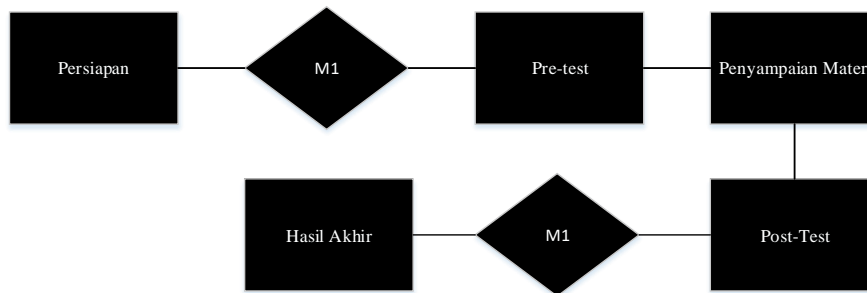 Persiapan
M1
Pre-test
Penyampaian Mater
Post-Test
M1
Hasil Akhir